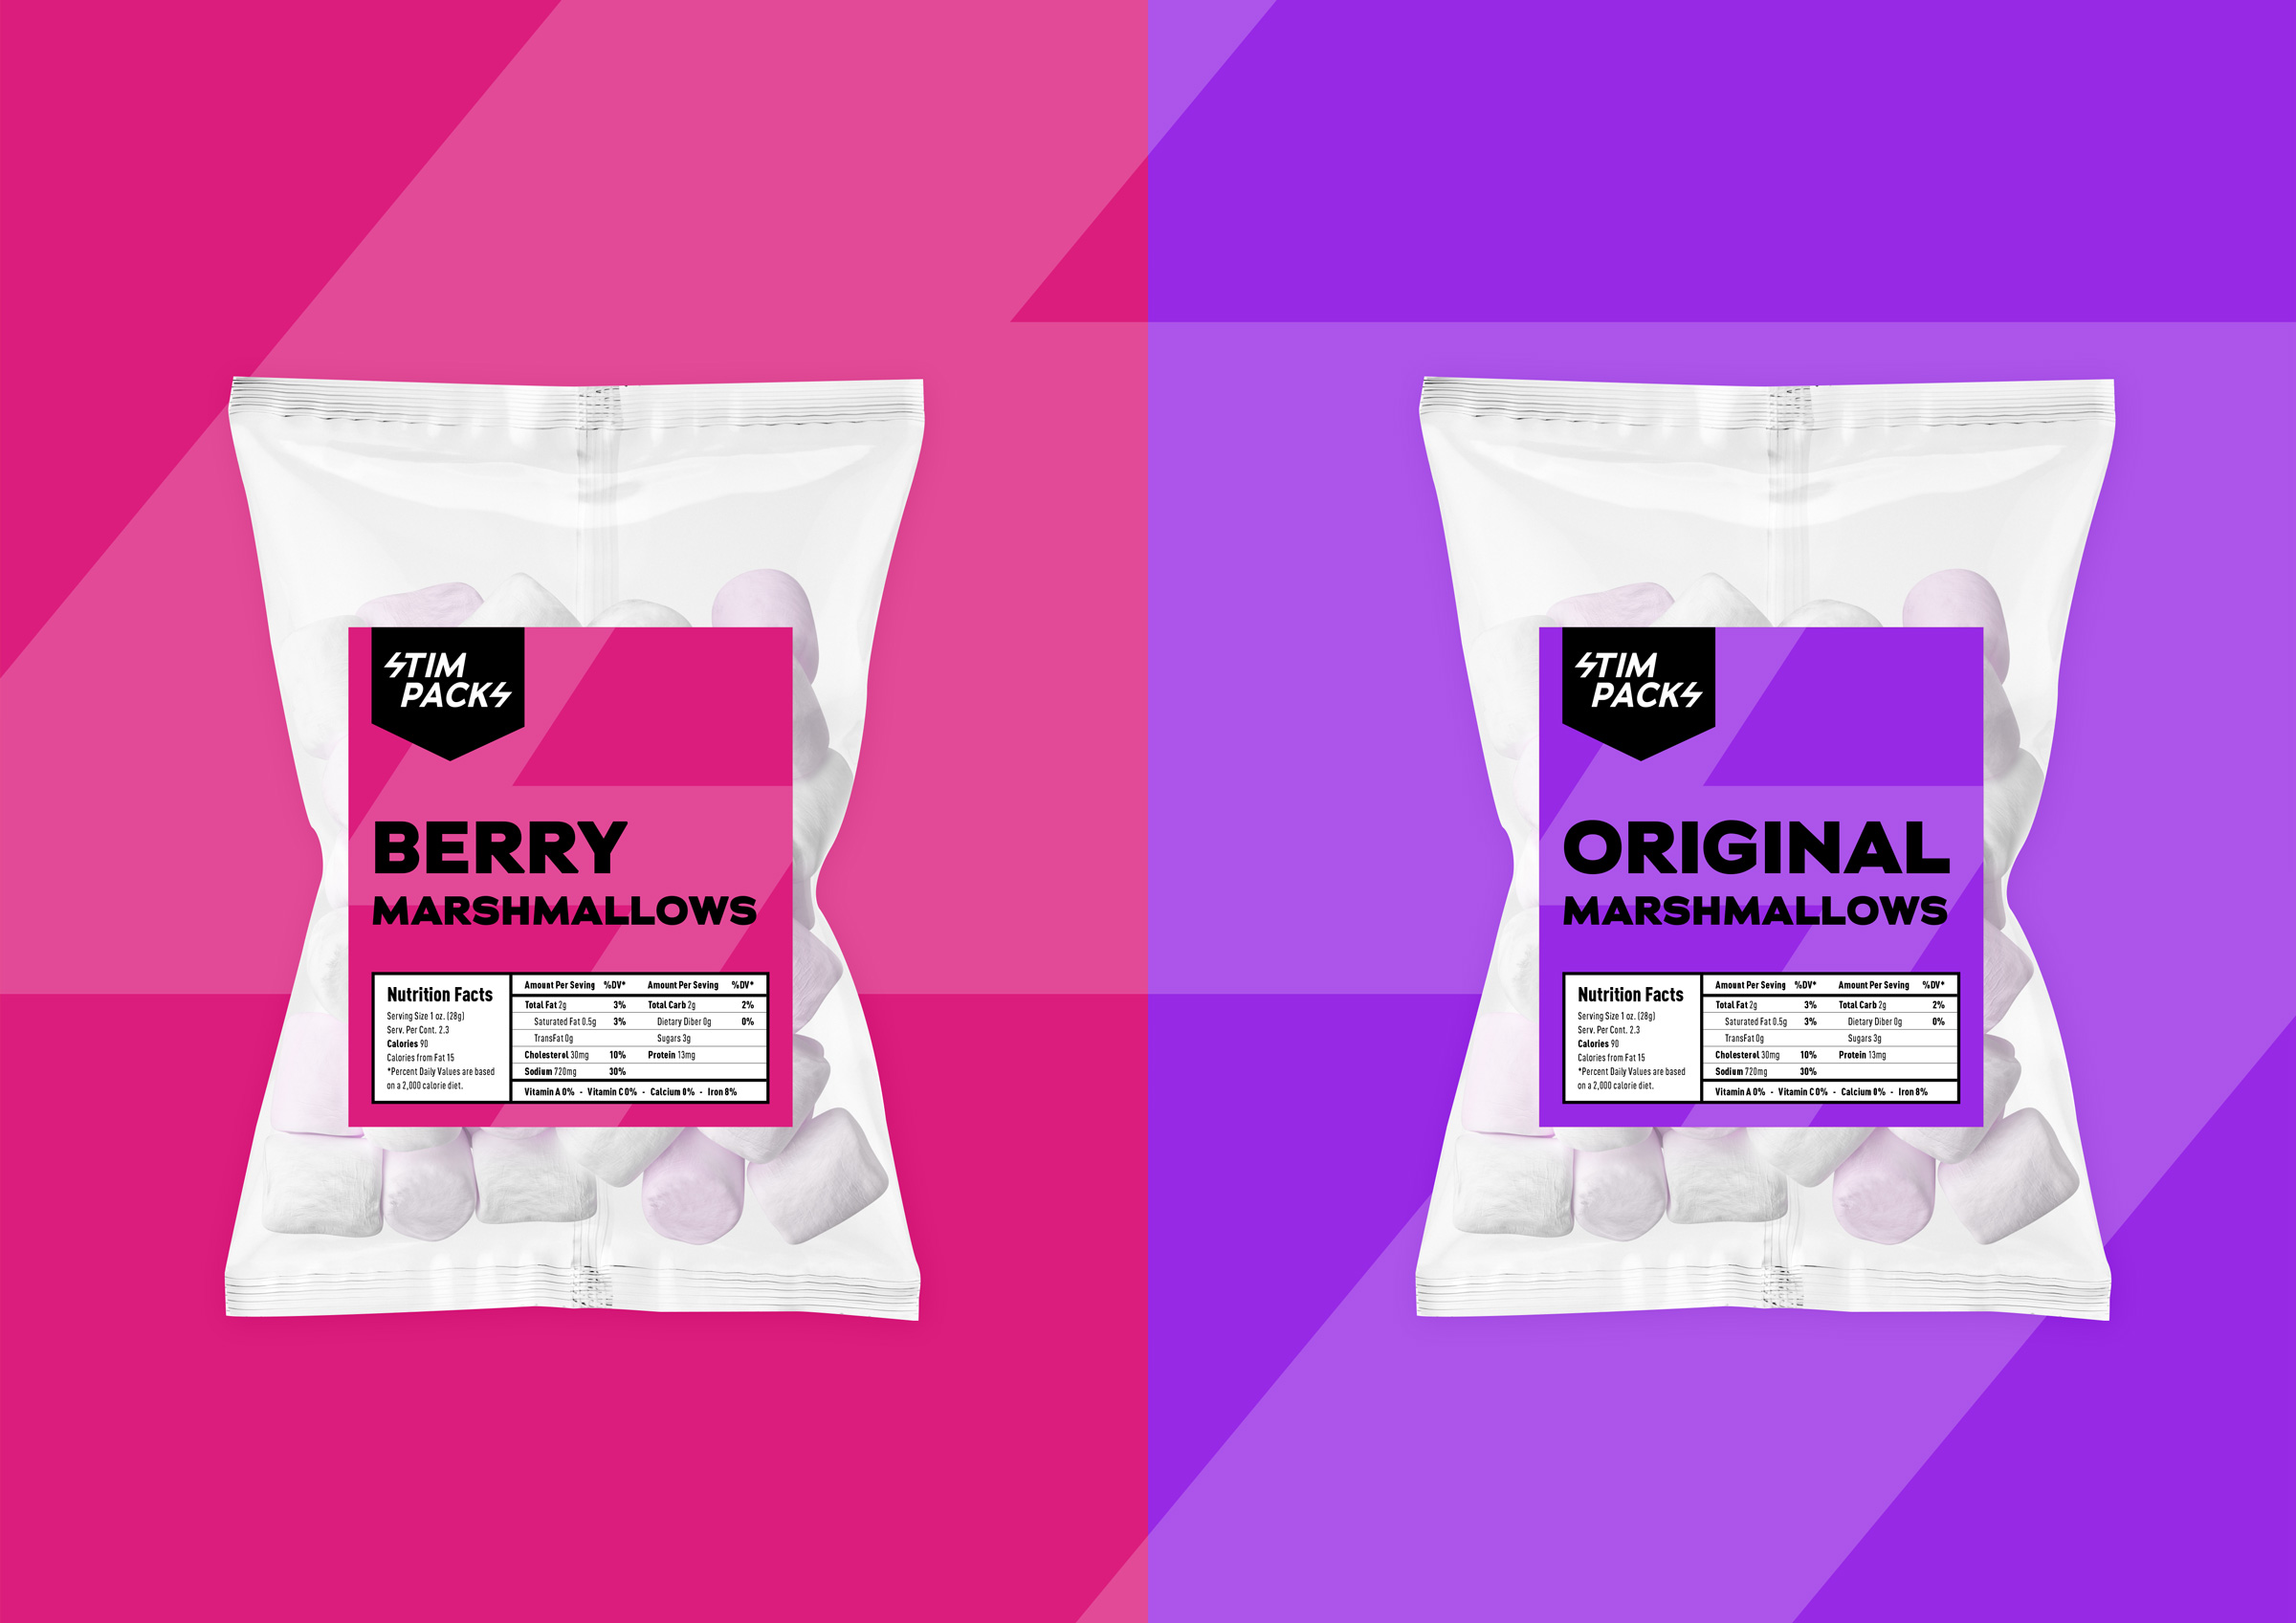 STIM
PACKS
BERRY
MARSHMALLOWS
Nutrition Facts
Serving Size 1 oz. (28g)
Serv. Per Cont. 2.3
Calories 90
Calories from Fat 15
*Percent Daily Values are based
on a 2,000 calorie diet.
Amount Per Seving %DV* Amount Per Seving %DV*
Total Fat 2g 3% Total Carb 2g 2%
Saturated Fat 0.5g 3% Dietary Diber 0g 0%
TransFat 0g Sugars 3g
Cholesterol 30mg 10% Protein 13mg
Sodium 720mg 30%
Vitamin A 0% - Vitamin C 0% - Calcium 0% - Iron 8%
STIM
PACKS
ORIGINAL
MARSHMALLOWS
Nutrition Facts
Serving Size 1 oz. (28g)
Serv. Per Cont. 2.3
Calories 90
Calories from Fat 15
*Percent Daily Values are based
on a 2,000 calorie diet.
Amount Per Seving %DV* Amount Per Seving %DV*
Total Fat 2g 3% Total Carb 2g 2%
Saturated Fat 0.5g 3% Dietary Diber 0g 0%
TransFat 0g Sugars 3g
Cholesterol 30mg 10% Protein 13mg
Sodium 720mg 30%
Vitamin A 0% - Vitamin C 0% - Calcium 0% - Iron 8%